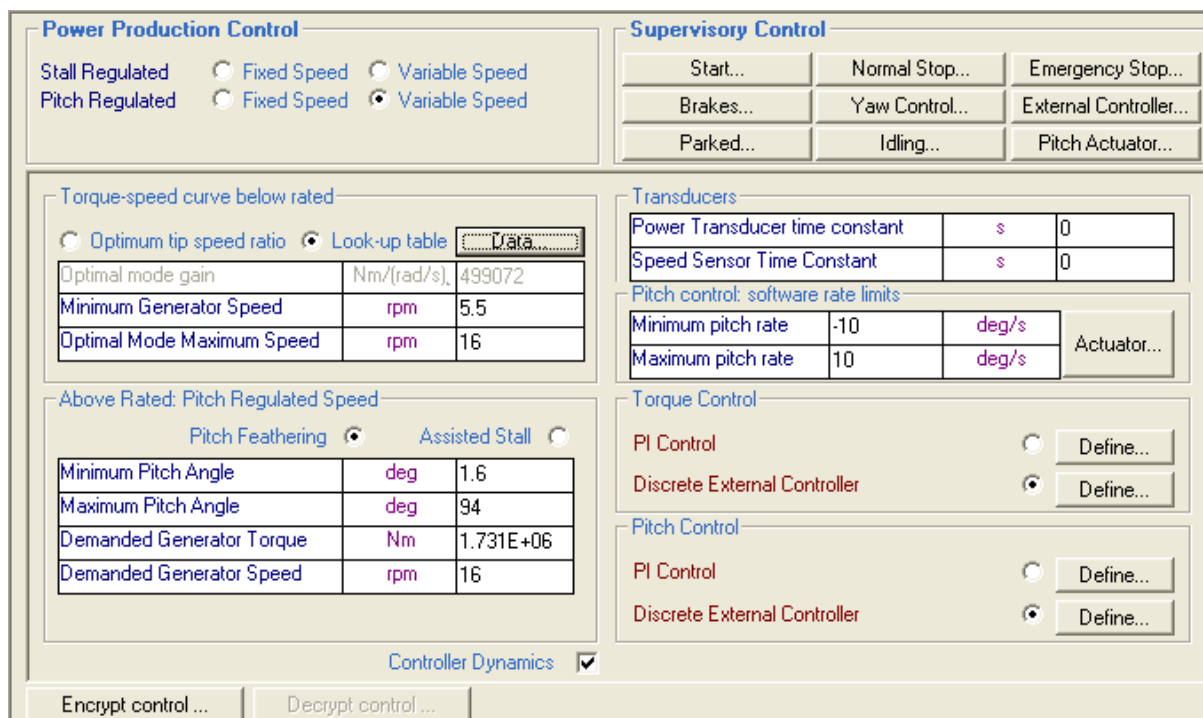 Power Production Control
Stall Regulated Fixed Speed Variable Speed
Pitch Regulated Fixed Speed Variable Speed
Supervisory Control
Start... Normal Stop... Emergency Stop...
Brakes... Yaw Control... External Controller...
Parked... Idling... Pitch Actuator...
Torque-speed curve below rated
Optimum tip speed ratio Look-up table Data...
Optimal mode gain Nm/(rad/s), 499072
Minimum Generator Speed rpm 5.5
Optimal Mode Maximum Speed rpm 16
Above Rated: Pitch Regulated Speed
Pitch Feathering Assisted Stall
Minimum Pitch Angle deg 1.6
Maximum Pitch Angle deg 94
Demanded Generator Torque Nm 1.731E+06
Demanded Generator Speed rpm 16
Transducers
Power Transducer time constant s 0
Speed Sensor Time Constant s 0
Pitch control: software rate limits
Minimum pitch rate -10 deg/s
Maximum pitch rate 10 deg/s
Actuator...
Torque Control
PI Control Define...
Discrete External Controller Define...
Pitch Control
PI Control Define...
Discrete External Controller Define...
Controller Dynamics
Encrypt control ... Decrypt control ...